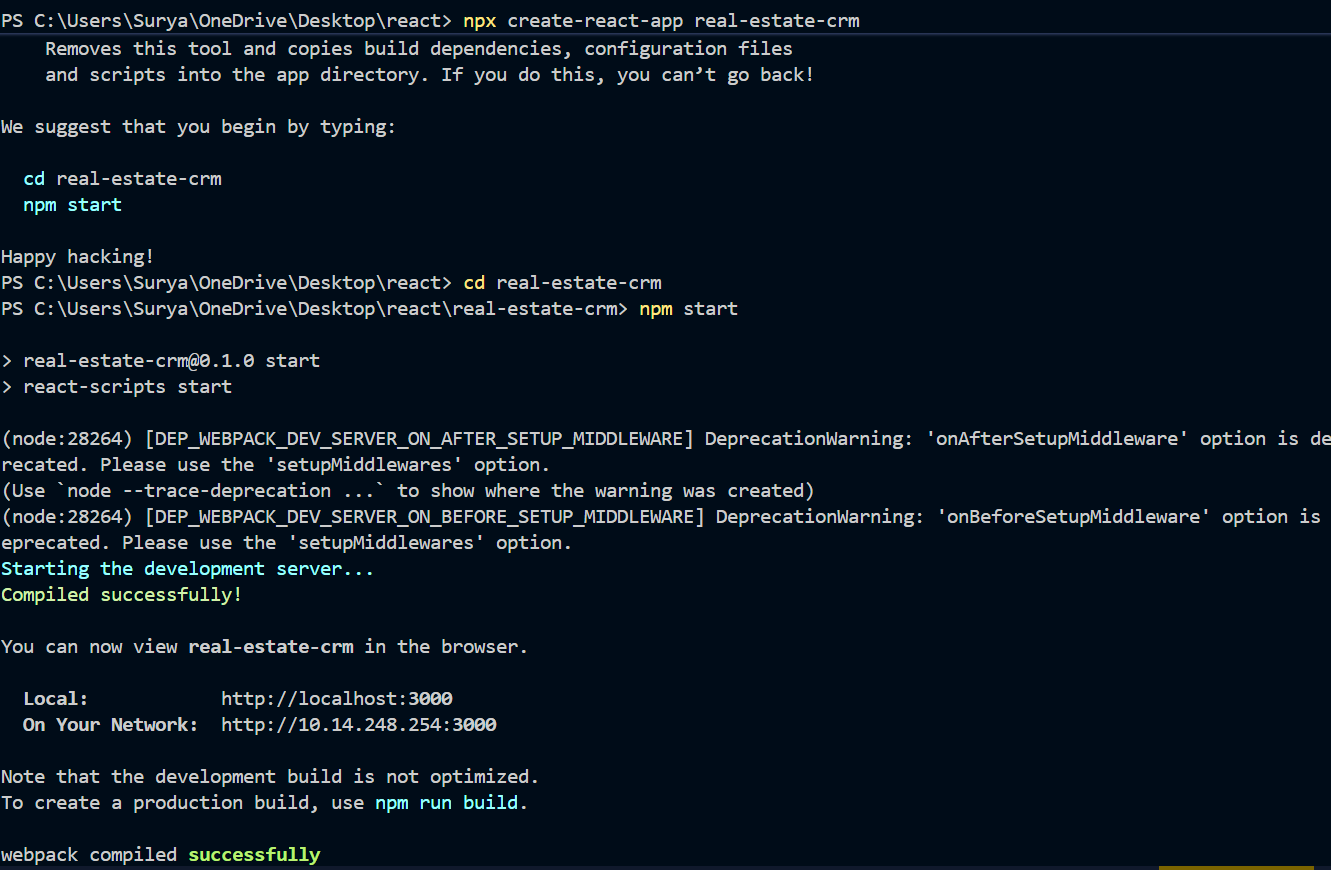 PS C:\Users\Surya\OneDrive\Desktop\react> npx create-react-app real-estate-crm
Removes this tool and copies build dependencies, configuration files
and scripts into the app directory. If you do this, you can’t go back!
We suggest that you begin by typing:
cd real-estate-crm
npm start
Happy hacking!
PS C:\Users\Surya\OneDrive\Desktop\react> cd real-estate-crm
PS C:\Users\Surya\OneDrive\Desktop\react\real-estate-crm> npm start
> real-estate-crm@0.1.0 start
> react-scripts start
(node:28264) [DEP_WEBPACK_DEV_SERVER_ON_AFTER_SETUP_MIDDLEWARE] DeprecationWarning: 'onAfterSetupMiddleware' option is de
recated. Please use the 'setupMiddlewares' option.
(Use `node --trace-deprecation ...` to show where the warning was created)
(node:28264) [DEP_WEBPACK_DEV_SERVER_ON_BEFORE_SETUP_MIDDLEWARE] DeprecationWarning: 'onBeforeSetupMiddleware' option is
eprecated. Please use the 'setupMiddlewares' option.
Starting the development server...
Compiled successfully!
You can now view real-estate-crm in the browser.
Local: http://localhost:3000
On Your Network: http://10.14.248.254:3000
Note that the development build is not optimized.
To create a production build, use npm run build.
webpack compiled successfully